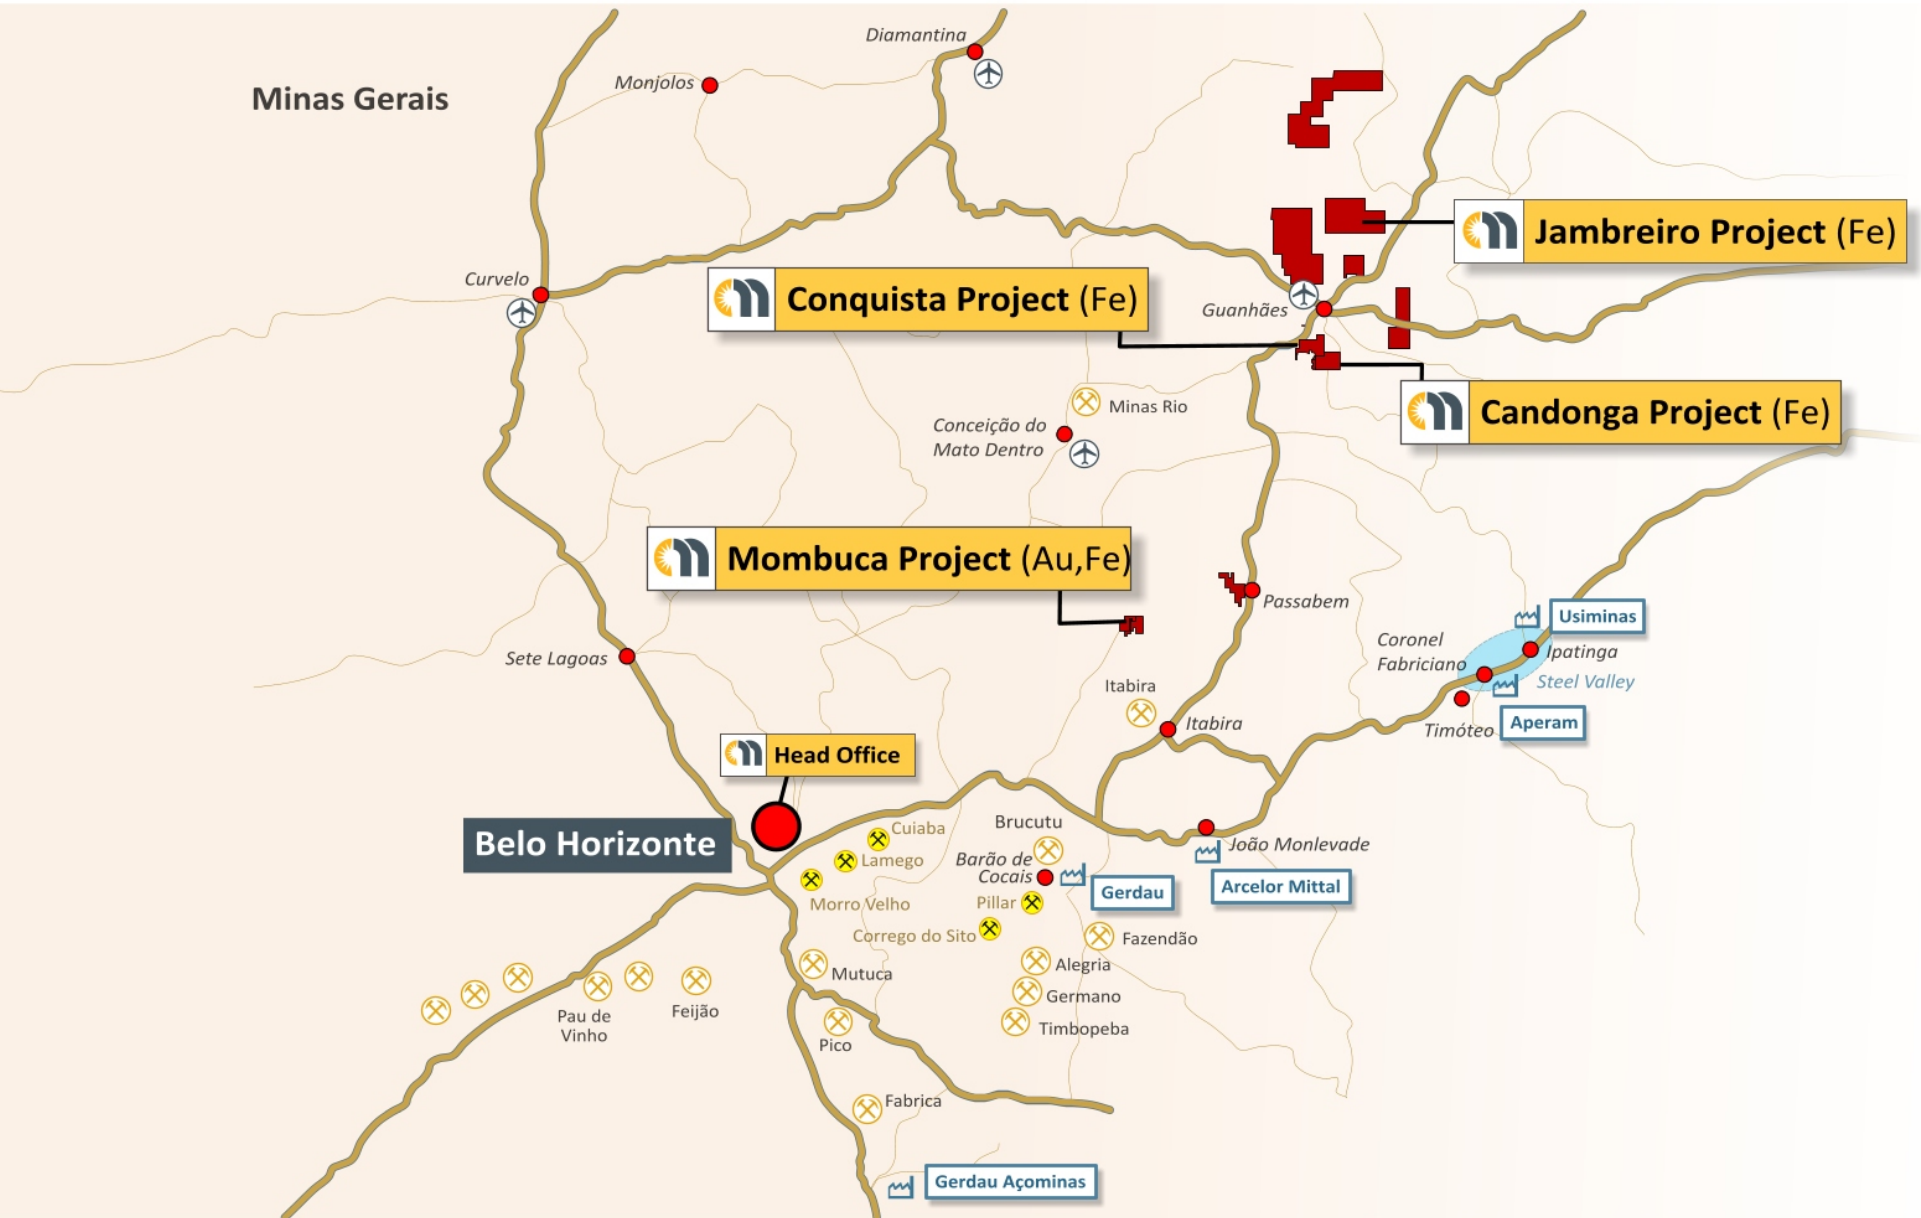 Diamantina
Monjolos
Minas Gerais
Jambreiro Project (Fe)
Curvelo
Conquista Project (Fe)
Guanhães
Candonga Project (Fe)
Minas Rio
Conceição do
Mato Dentro
Mombuca Project (Au,Fe)
Passabem
Usiminas
Coronel
Fabriciano
Ipatinga
Steel Valley
Sete Lagoas
Itabira
Itabira
Timóteo
Aperam
Head Office
Belo Horizonte
Cuiaba
Lamego
Morro Velho
Brucutu
Barão de
Cocais
João Monlevade
Arcelor Mittal
Gerdau
Pillar
Corrego do Sito
Fazendão
Alegria
Germano
Timbopeba
Mutuca
Pau de
Vinho
Feijão
Pico
Fabrica
Gerdau Açominas